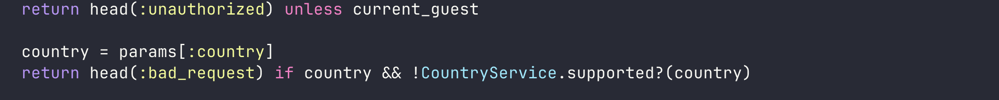 return head(:unauthorized) unless current_guest
country = params[:country]
return head(:bad_request) if country && !CountryService.supported?(country)